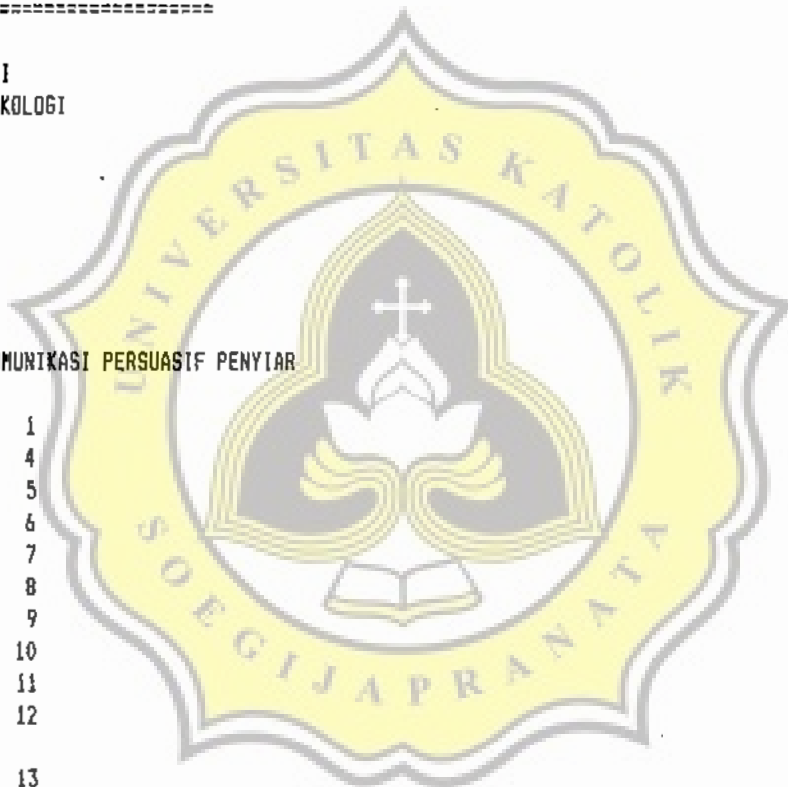 ===================
I
KOLOGI
UNIVERSITAS KATOLIK
MUNIKASI PERSUASIF PENYIAR
1
4
5
6
7
8
9
10
11
12
13
SOEGIJAPRANATA